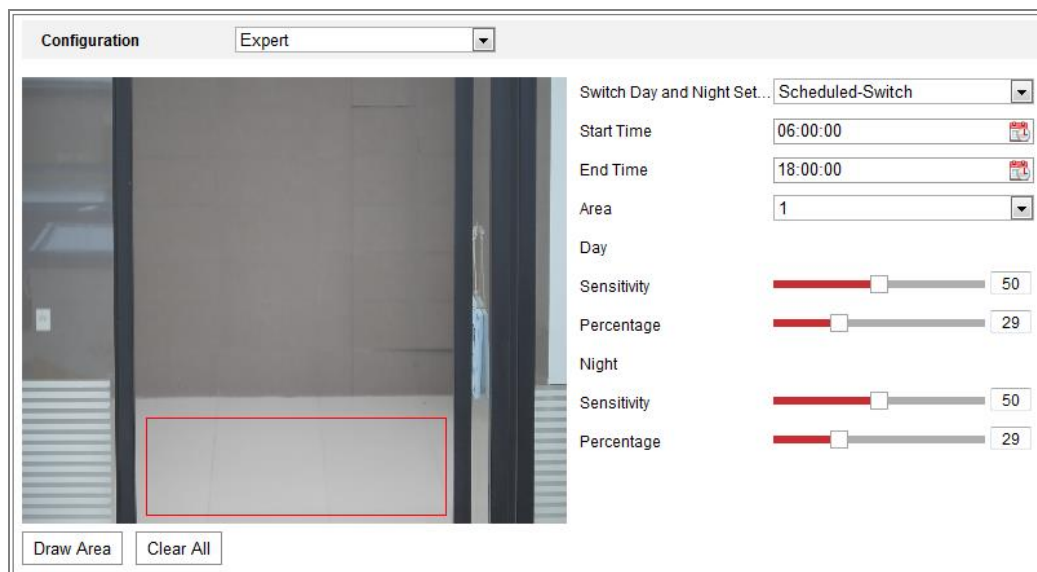 Configuration Expert
Switch Day and Night Set... Scheduled-Switch
Start Time 06:00:00
End Time 18:00:00
Area 1
Day
Sensitivity 50
Percentage 29
Night
Sensitivity 50
Percentage 29
Draw Area Clear All